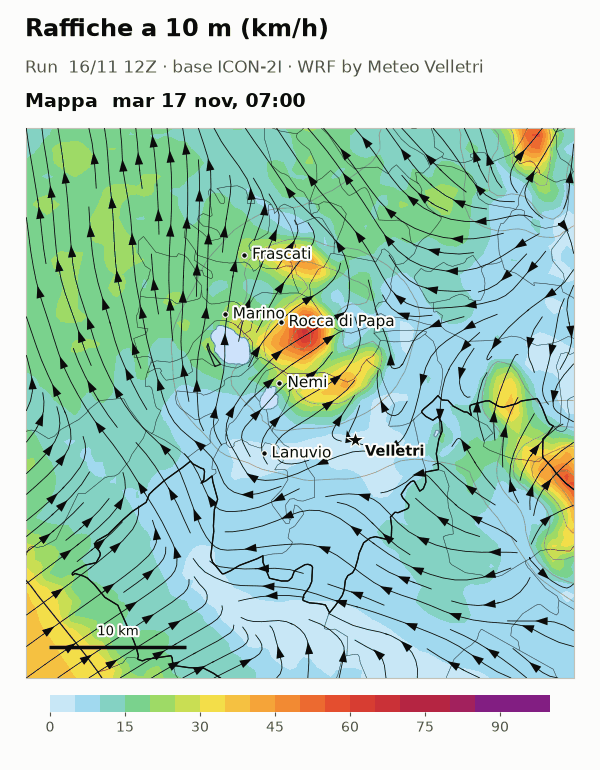 Raffiche a 10 m (km/h)
Run  16/11 12Z · base ICON-2I · WRF by Meteo Velletri
Mappa  mar 17 nov, 07:00
Frascati
Marino
Rocca di Papa
Nemi
Velletri
Lanuvio
10 km
0 15 30 45 60 75 90